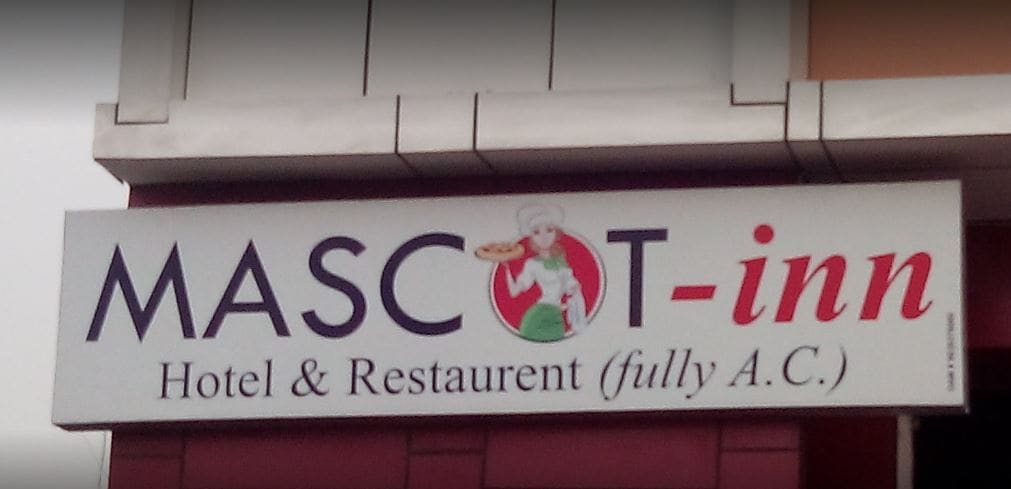 MASCOT-inn
Hotel & Restaurent (fully A.C.)